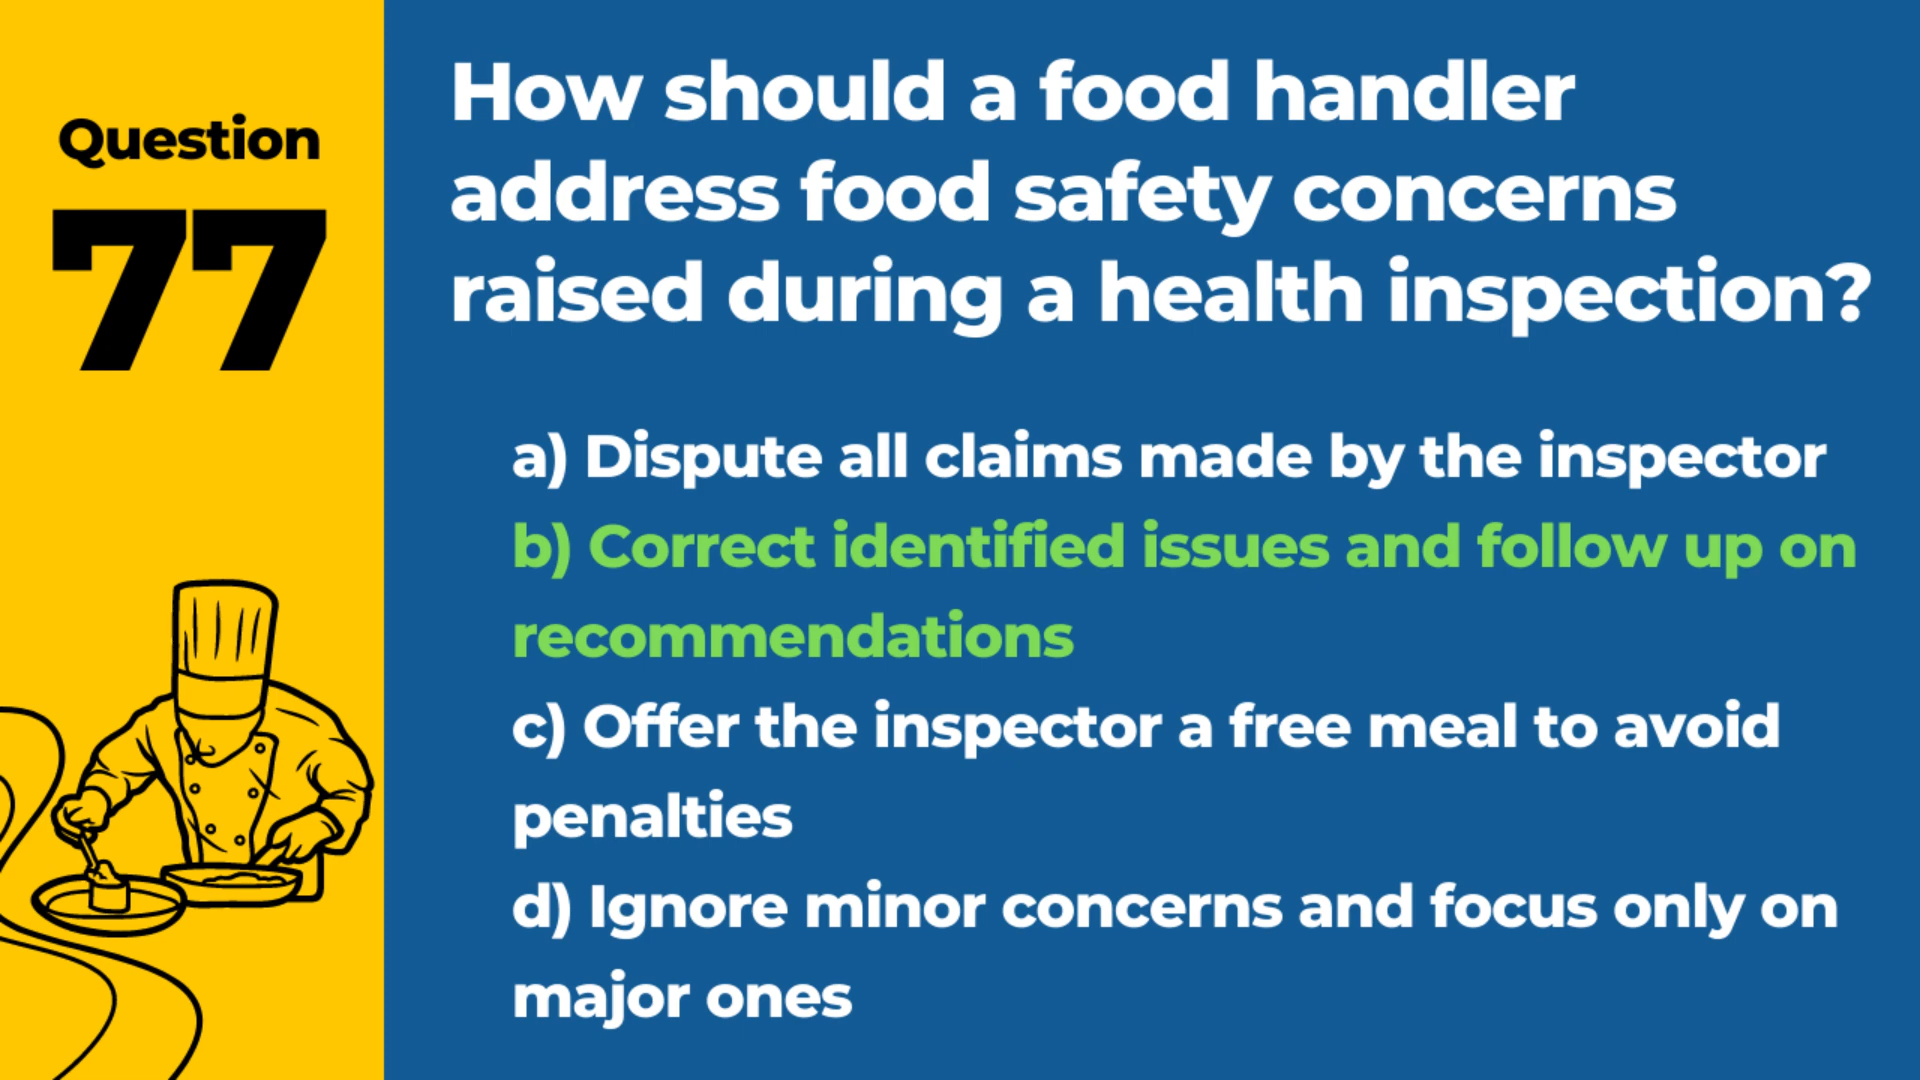 Question
77
How should a food handler
address food safety concerns
raised during a health inspection?
a) Dispute all claims made by the inspector
b) Correct identified issues and follow up on
recommendations
c) Offer the inspector a free meal to avoid
penalties
d) Ignore minor concerns and focus only on
major ones